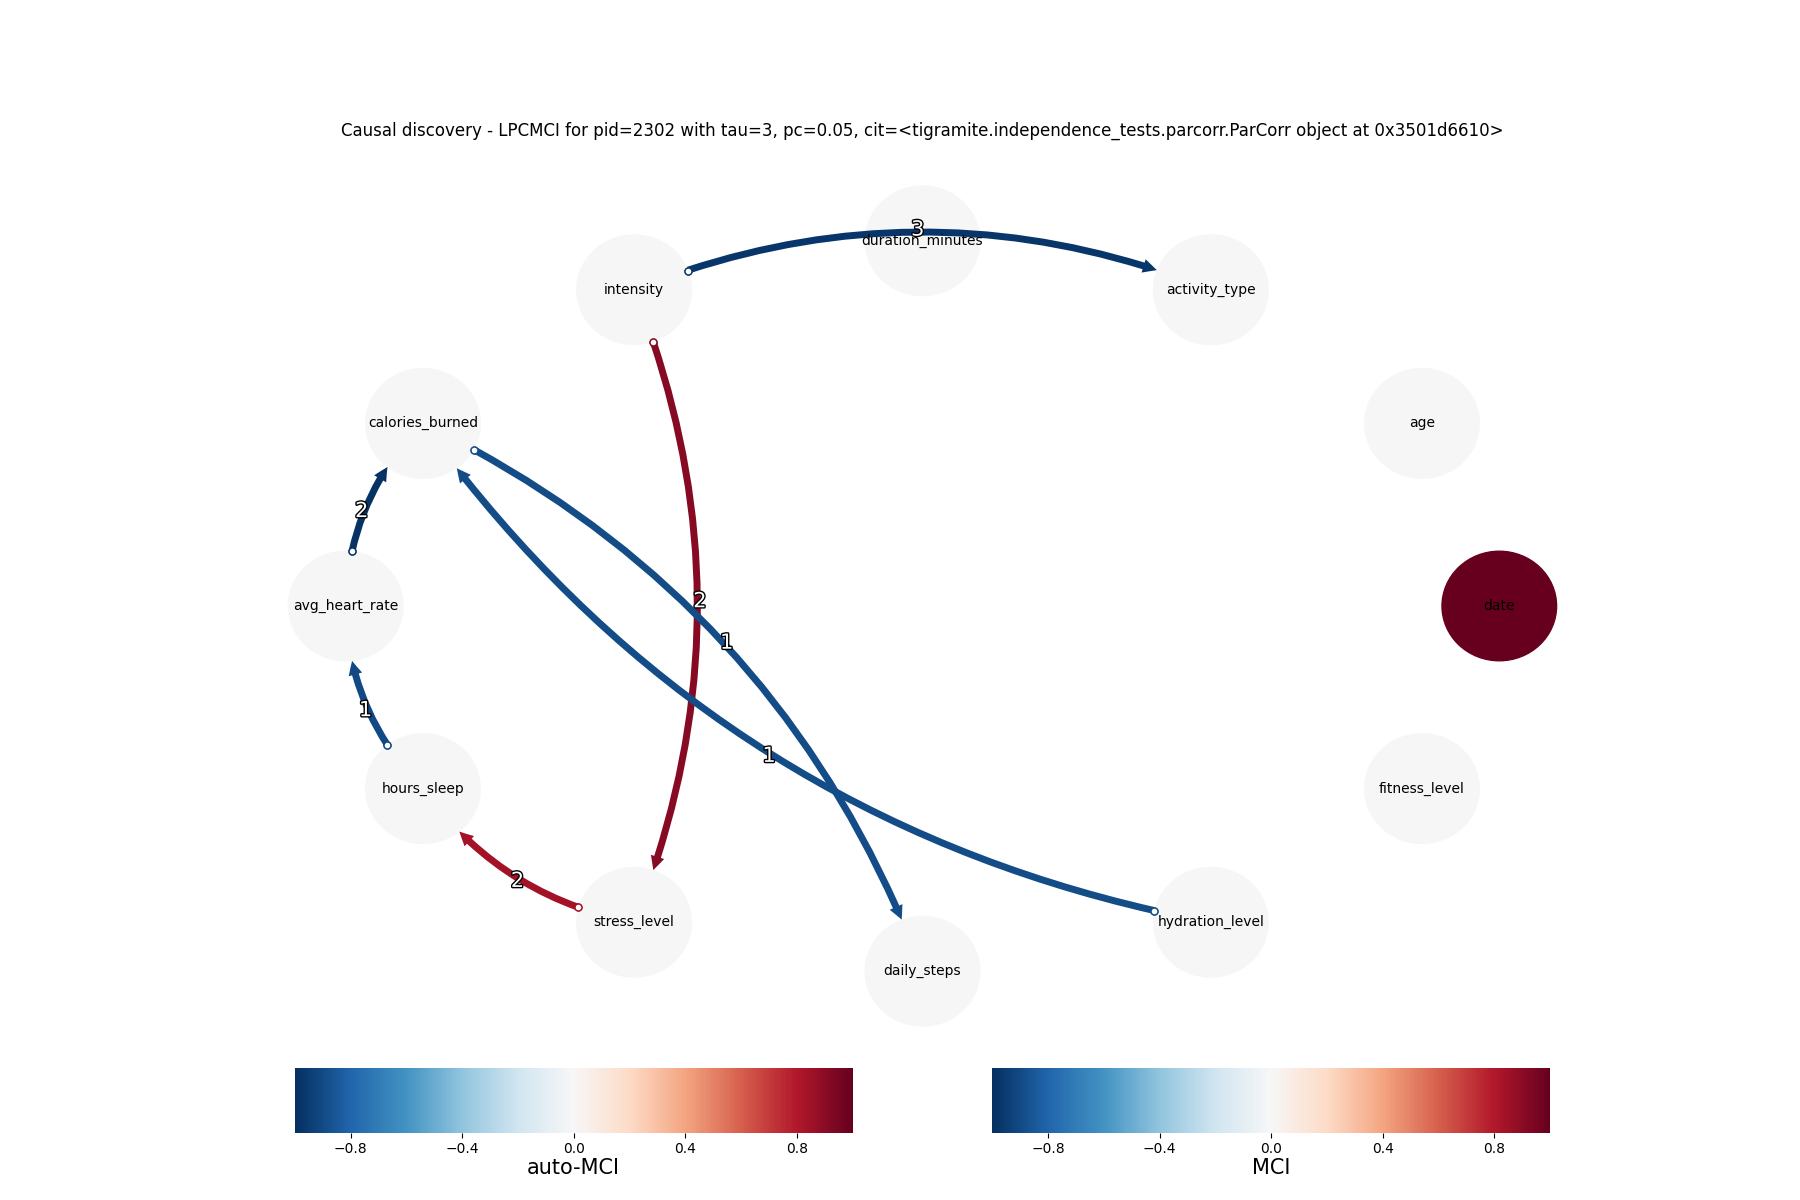 Causal discovery - LPCMCI for pid=2302 with tau=3, pc=0.05, cit=<tigramite.independence_tests.parcorr.ParCorr object at 0x3501d6610>
3
duration_minutes
intensity
activity_type
calories_burned
age
2
2
avg_heart_rate
date
1
1
1
hours_sleep
fitness_level
2
stress_level
hydration_level
daily_steps
−0.8 −0.4 0.0 0.4 0.8
auto-MCI
−0.8 −0.4 0.0 0.4 0.8
MCI